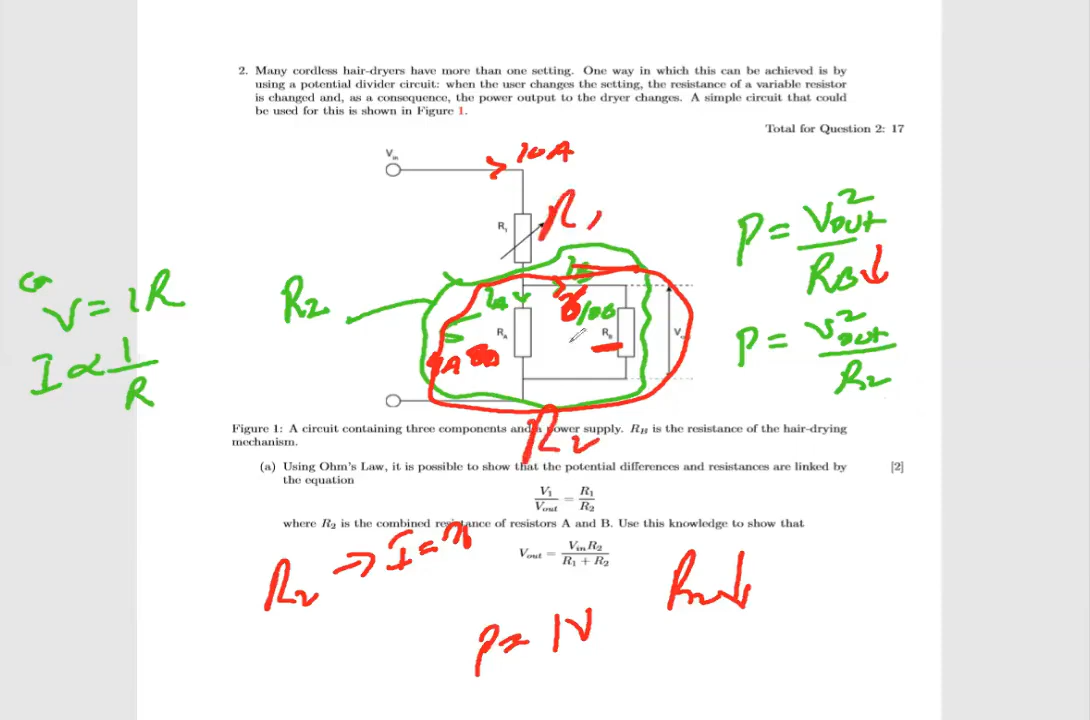 2. Many cordless hair-dryers have more than one setting. One way in which this can be achieved is by
using a potential divider circuit: when the user changes the setting, the resistance of a variable resistor
is changed and, as a consequence, the power output to the dryer changes. A simple circuit that could
be used for this is shown in Figure 1.
Total for Question 2: 17
V_in
10A
R_1
R_1
P = V_out^2 / R_B ↓
V = IR
I ∝ 1/R
R_2
R_A
R_B
V
P = V_out^2 / R_2
R_2
Figure 1: A circuit containing three components and a power supply. R_B is the resistance of the hair-drying
mechanism.
(a) Using Ohm's Law, it is possible to show that the potential differences and resistances are linked by
the equation
[2]
V_1 / V_out = R_1 / R_2
where R_2 is the combined resistance of resistors A and B. Use this knowledge to show that
V_out = V_in R_2 / R_1 + R_2
R_2 → I =
R_2 ↓
P = IV